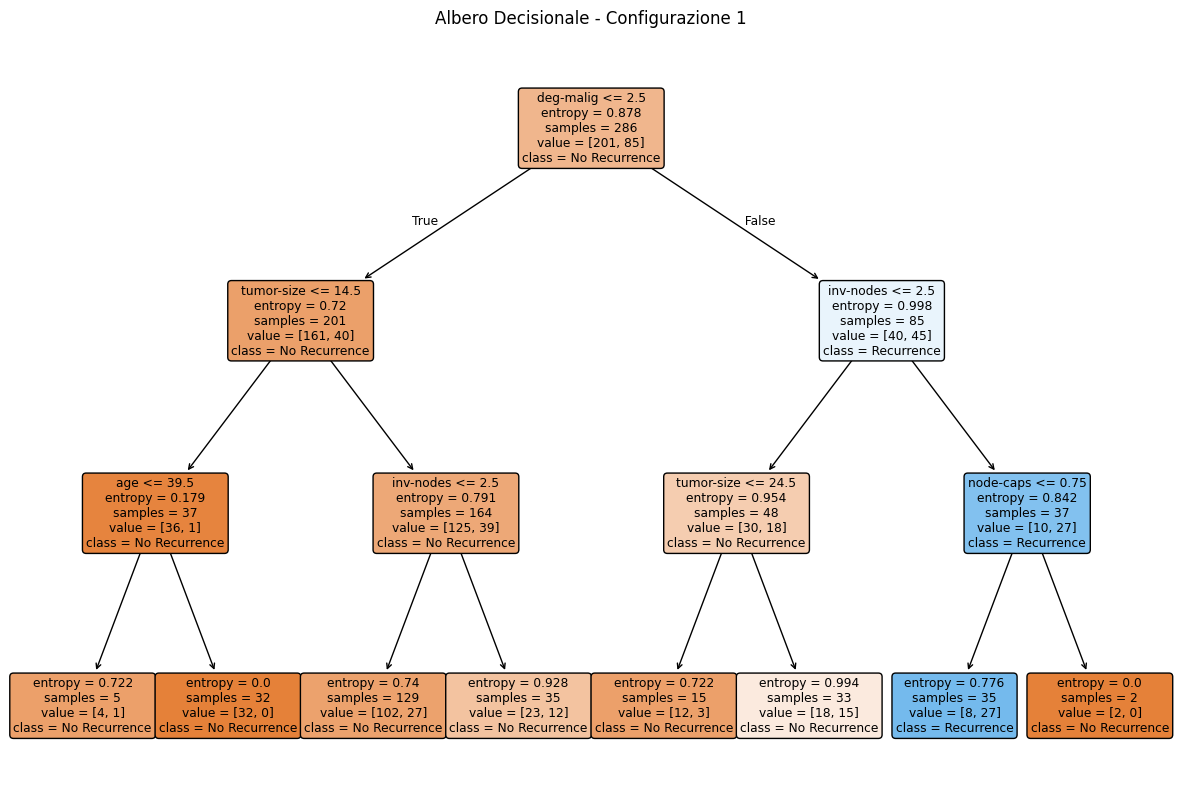 Albero Decisionale - Configurazione 1
deg-malig <= 2.5
entropy = 0.878
samples = 286
value = [201, 85]
class = No Recurrence
True
False
tumor-size <= 14.5
entropy = 0.72
samples = 201
value = [161, 40]
class = No Recurrence
inv-nodes <= 2.5
entropy = 0.998
samples = 85
value = [40, 45]
class = Recurrence
age <= 39.5
entropy = 0.179
samples = 37
value = [36, 1]
class = No Recurrence
inv-nodes <= 2.5
entropy = 0.791
samples = 164
value = [125, 39]
class = No Recurrence
tumor-size <= 24.5
entropy = 0.954
samples = 48
value = [30, 18]
class = No Recurrence
node-caps <= 0.75
entropy = 0.842
samples = 37
value = [10, 27]
class = Recurrence
entropy = 0.722
samples = 5
value = [4, 1]
class = No Recurrence
entropy = 0.0
samples = 32
value = [32, 0]
class = No Recurrence
entropy = 0.74
samples = 129
value = [102, 27]
class = No Recurrence
entropy = 0.928
samples = 35
value = [23, 12]
class = No Recurrence
entropy = 0.722
samples = 15
value = [12, 3]
class = No Recurrence
entropy = 0.994
samples = 33
value = [18, 15]
class = No Recurrence
entropy = 0.776
samples = 35
value = [8, 27]
class = Recurrence
entropy = 0.0
samples = 2
value = [2, 0]
class = No Recurrence